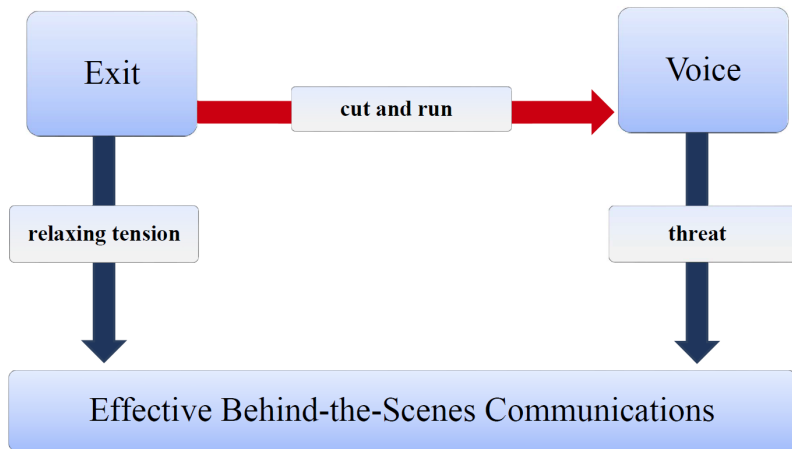 Exit
Voice
cut and run
relaxing tension
threat
Effective Behind-the-Scenes Communications